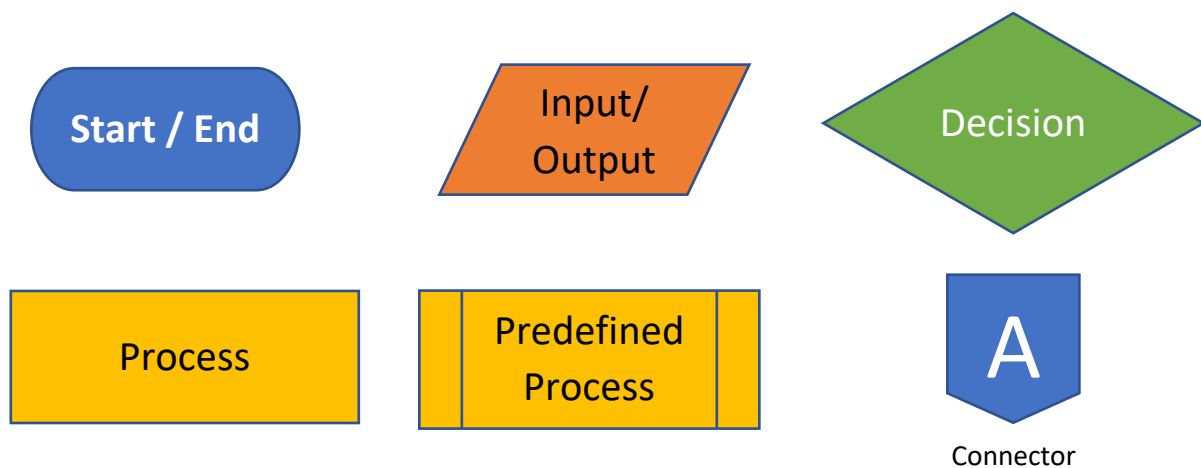 Start / End
Input/
Output
Decision
Process
Predefined
Process
A
Connector